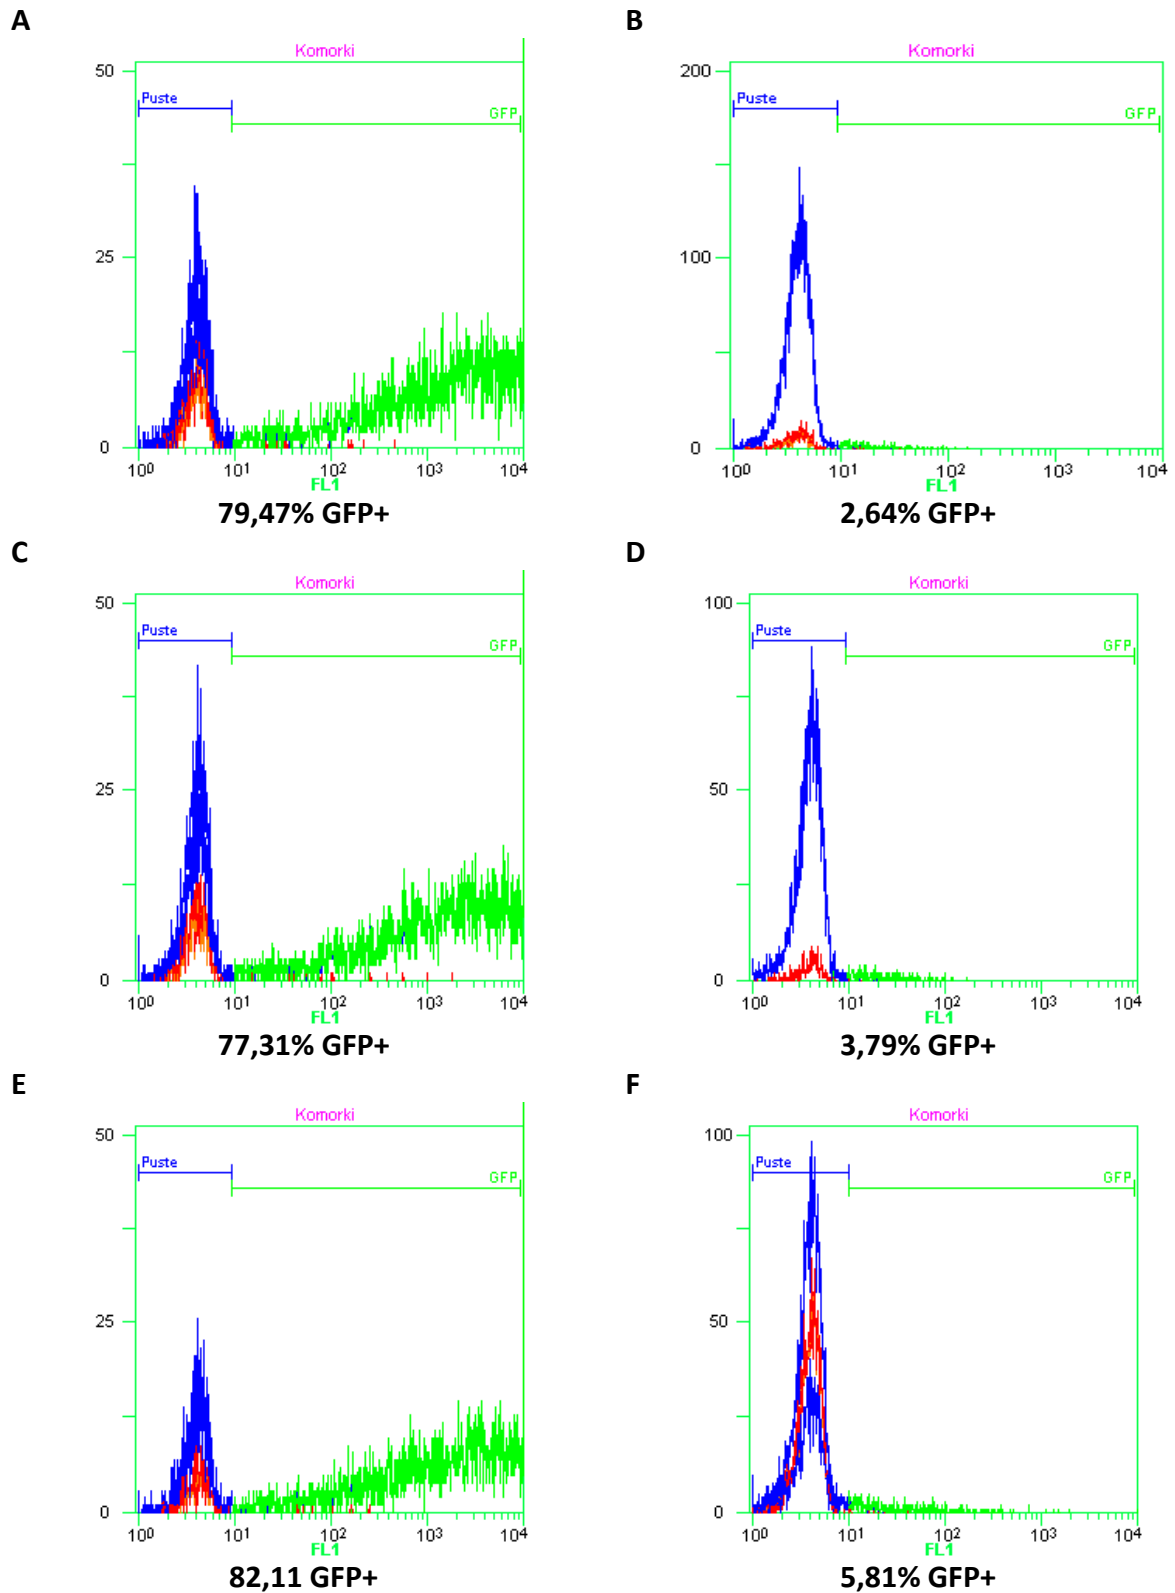 A
B
Komorki
Komorki
50
200
Puste
Puste
GFP
GFP
150
25
100
50
0
0
10⁰ 10¹ 10² 10³ 10⁴
10⁰ 10¹ 10² 10³ 10⁴
FL1
FL1
79,47% GFP+
2,64% GFP+
C
D
Komorki
Komorki
50
100
Puste
Puste
GFP
GFP
25
50
0
0
10⁰ 10¹ 10² 10³ 10⁴
10⁰ 10¹ 10² 10³ 10⁴
FL1
FL1
77,31% GFP+
3,79% GFP+
E
F
Komorki
Komorki
50
100
Puste
Puste
GFP
GFP
25
50
0
0
10⁰ 10¹ 10² 10³ 10⁴
10⁰ 10¹ 10² 10³ 10⁴
FL1
FL1
82,11 GFP+
5,81% GFP+